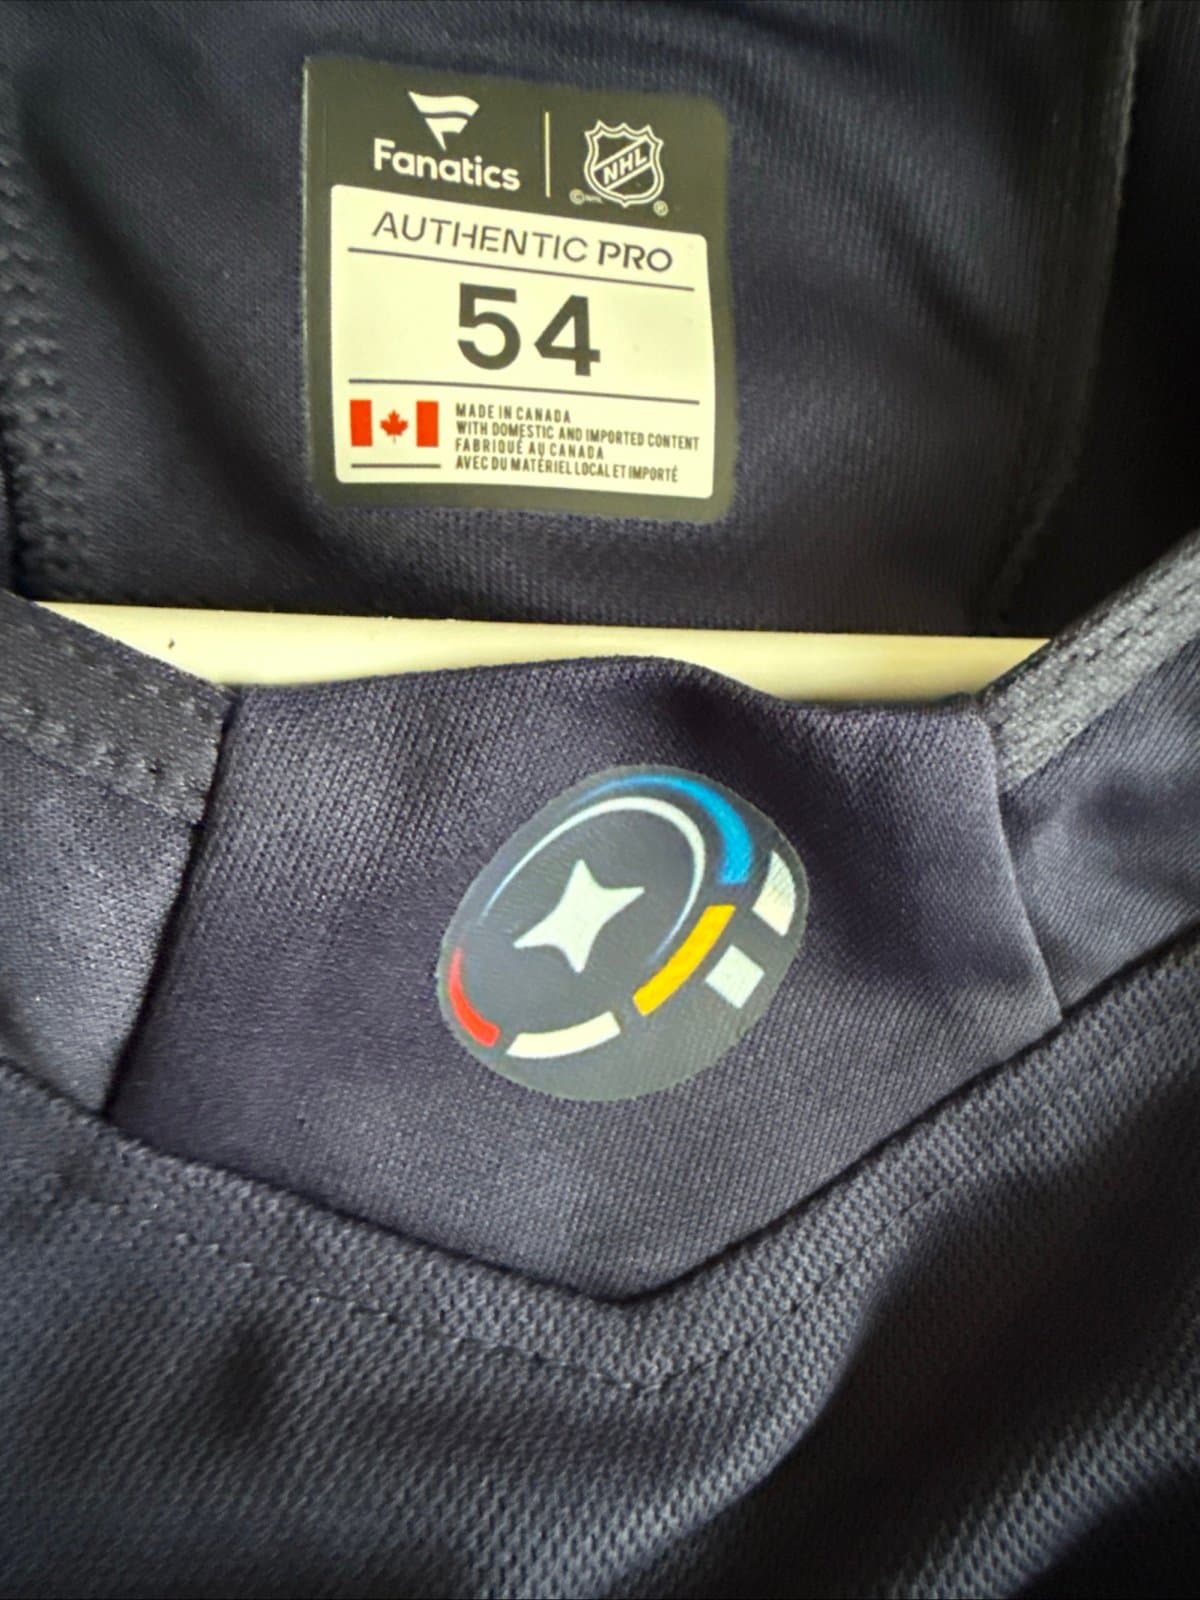 Fanatics
NHL
©NHL ®
AUTHENTIC PRO
54
MADE IN CANADA
WITH DOMESTIC AND IMPORTED CONTENT
FABRIQUÉ AU CANADA
AVEC DU MATÉRIEL LOCAL ET IMPORTÉ